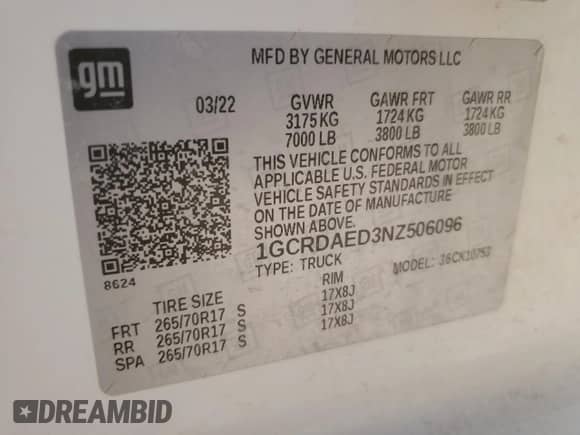 gm
MFD BY GENERAL MOTORS LLC
03/22 GVWR GAWR FRT GAWR RR
3175 KG 1724 KG 1724 KG
7000 LB 3800 LB 3800 LB
THIS VEHICLE CONFORMS TO ALL
APPLICABLE U.S. FEDERAL MOTOR
VEHICLE SAFETY STANDARDS IN EFFECT
ON THE DATE OF MANUFACTURE
SHOWN ABOVE.
1GCRDAED3NZ506096
TYPE: TRUCK MODEL: 36CK10753
8624
TIRE SIZE RIM
FRT 265/70R17 S 17X8J
RR 265/70R17 S 17X8J
SPA 265/70R17 S 17X8J
DREAMBID